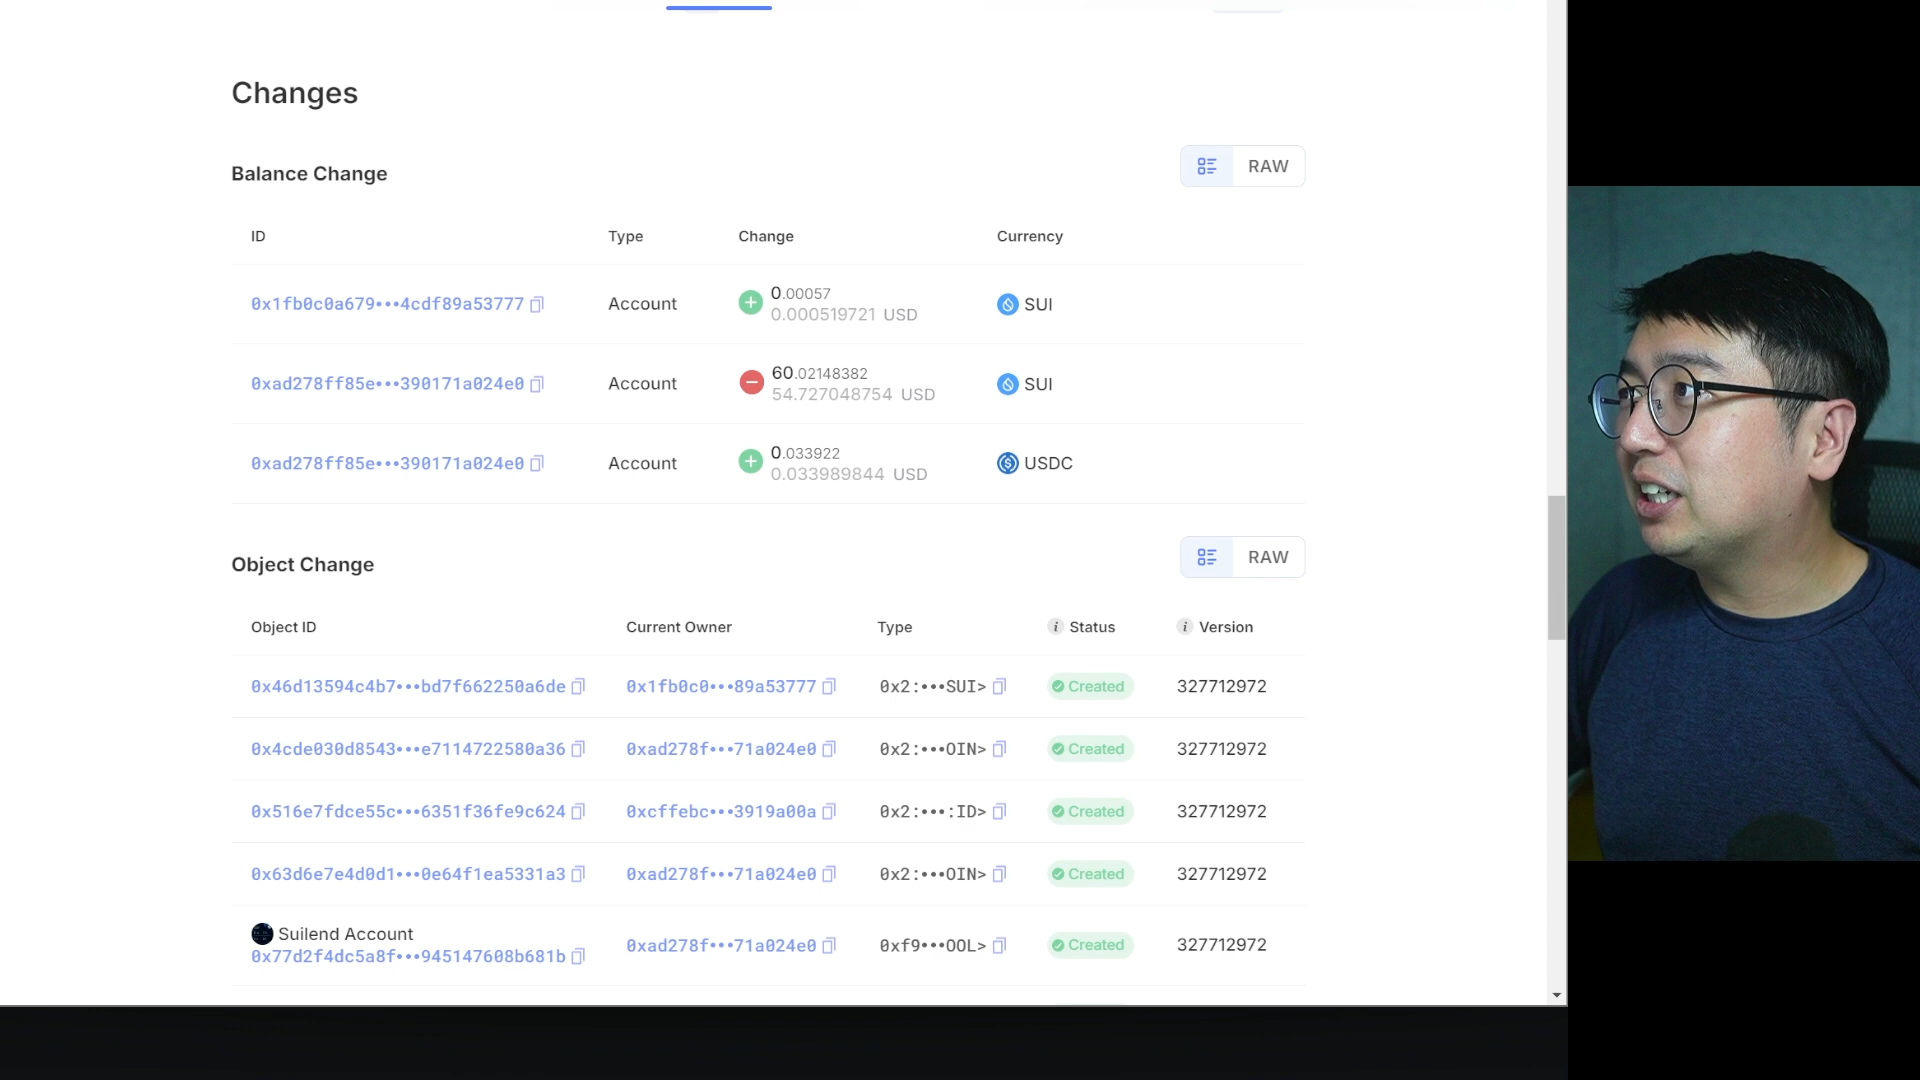 Changes
Balance Change
RAW
ID Type Change Currency
0x1fb0c0a679•••4cdf89a53777 Account 0.00057 SUI
0.000519721 USD
0xad278ff85e•••390171a024e0 Account 60.02148382 SUI
54.727048754 USD
0xad278ff85e•••390171a024e0 Account 0.033922 USDC
0.033989844 USD
Object Change
RAW
Object ID Current Owner Type i Status i Version
0x46d13594c4b7•••bd7f662250a6de 0x1fb0c0•••89a53777 0x2:•••SUI> Created 327712972
0x4cde030d8543•••e7114722580a36 0xad278f•••71a024e0 0x2:•••OIN> Created 327712972
0x516e7fdce55c•••6351f36fe9c624 0xcffebc•••3919a00a 0x2:•••:ID> Created 327712972
0x63d6e7e4d0d1•••0e64f1ea5331a3 0xad278f•••71a024e0 0x2:•••OIN> Created 327712972
Suilend Account
0x77d2f4dc5a8f•••945147608b681b 0xad278f•••71a024e0 0xf9•••OOL> Created 327712972